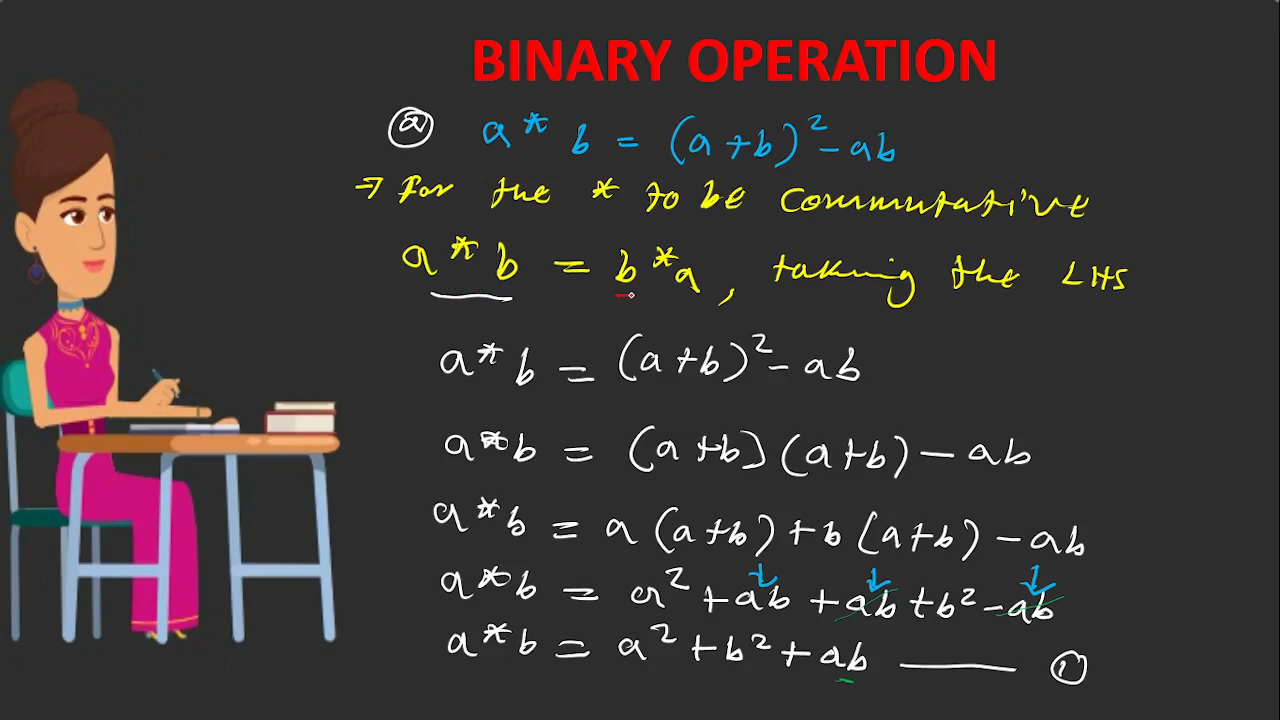 BINARY OPERATION
(a) a * b = (a+b)² - ab
→ For the * to be commutative
a * b = b * a, taking the LHS
a * b = (a+b)² - ab
a * b = (a+b)(a+b) - ab
a * b = a(a+b) + b(a+b) - ab
a * b = a² + ab + ab + b² - ab
a * b = a² + b² + ab —— ①